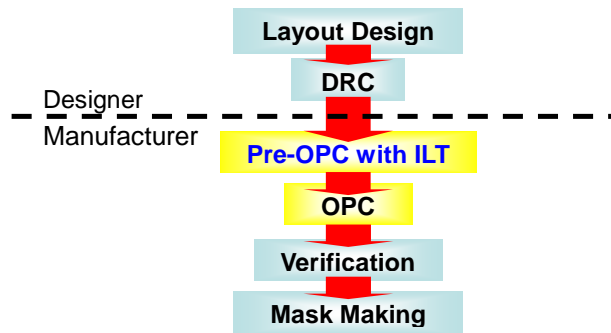 Layout Design
DRC
Designer
Manufacturer
Pre-OPC with ILT
OPC
Verification
Mask Making